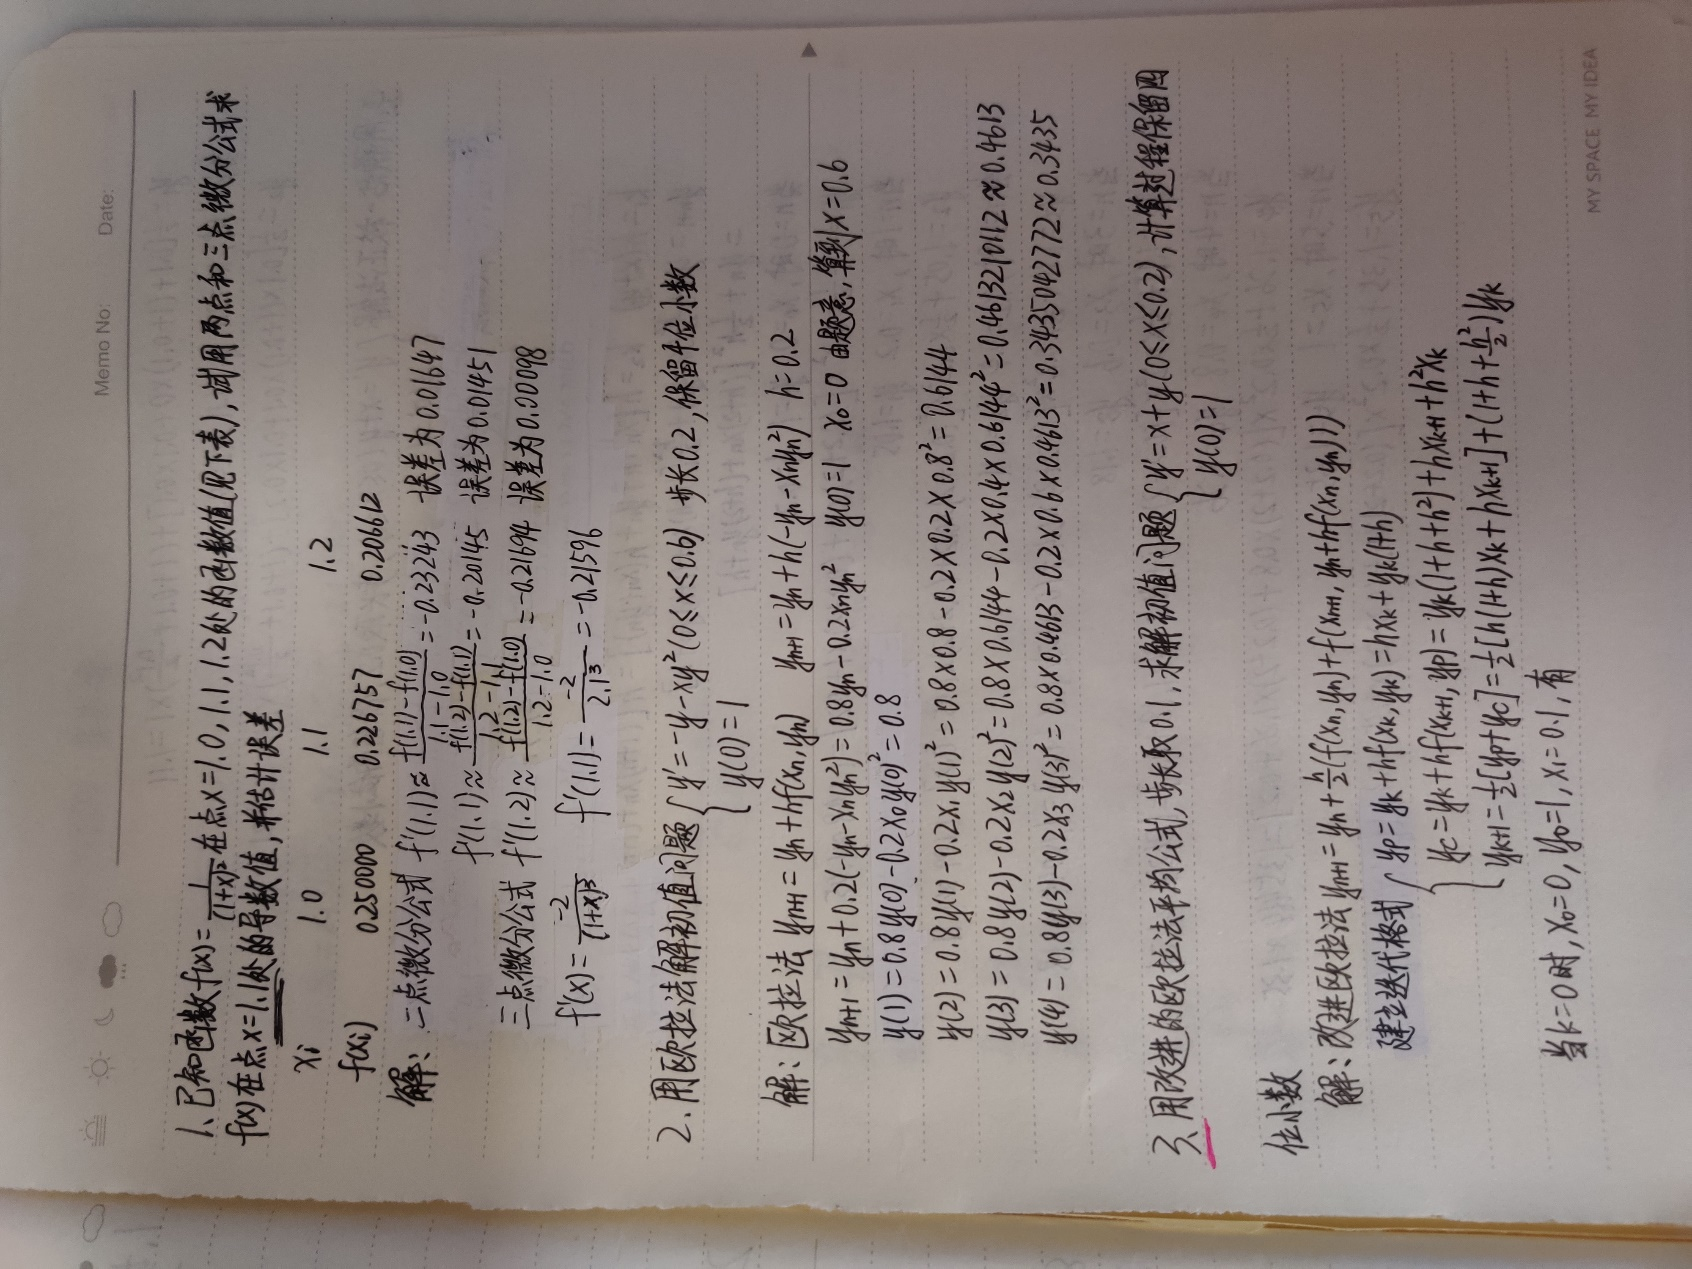 Memo No:
Date:
1、已知函数f(x)=1/(1+x)²在点x=1.0,1.1,1.2处的函数值(见下表),试用两点和三点微分公式求
f(x)在点x=1.1处的导数值,并估计误差
xi 1.0 1.1 1.2
f(xi) 0.250000 0.226757 0.206612
解: 二点微分公式 f'(1.1)≈(f(1.1)-f(1.0))/(1.1-1.0)=-0.23243 误差为0.01647
f'(1.1)≈(f(1.2)-f(1.1))/(1.2-1.1)=-0.20145 误差为0.01451
三点微分公式 f'(1.2)≈(f(1.2)-f(1.0))/(1.2-1.0)=-0.21694 误差为0.00098
f'(x)=-2/(1+x)³ f'(1.1)=-2/2.1³=-0.21596
2.用欧拉法解初值问题{y'=-y-xy²(0≤x≤0.6) 步长0.2,保留4位小数
y(0)=1
解:欧拉法 yn+1=yn+hf(xn,yn) yn+1=yn+h(-yn-xnyn²) h=0.2
yn+1=yn+0.2(-yn-xnyn²)=0.8yn-0.2xnyn² y(0)=1 x0=0 由题意,算到x=0.6
y(1)=0.8y(0)-0.2x0y(0)²=0.8
y(2)=0.8y(1)-0.2x1y(1)²=0.8×0.8-0.2×0.2×0.8²=0.6144
y(3)=0.8y(2)-0.2x2y(2)²=0.8×0.6144-0.2×0.4×0.6144²=0.4613210112≈0.4613
y(4)=0.8y(3)-0.2x3y(3)²=0.8×0.4613-0.2×0.6×0.4613²=0.3435042772≈0.3435
3、用改进的欧拉法平均公式,步长取0.1,求解初值问题{y'=x+y(0≤x≤0.2),计算过程保留四
y(0)=1
位小数
解:改进欧拉法yn+1=yn+h/2(f(xn,yn)+f(xn+1,yn+hf(xn,yn)))
建立迭代格式{yp=yk+hf(xk,yk)=hxk+yk(1+h)
yc=yk+hf(xk+1,yp)=yk(1+h+h²)+hxk+1+h²xk
yk+1=1/2[yp+yc]=1/2[h(1+h)xk+hxk+1]+(1+h+h²/2)yk
当k=0时,x0=0,y0=1,x1=0.1,有
MY SPACE MY IDEA